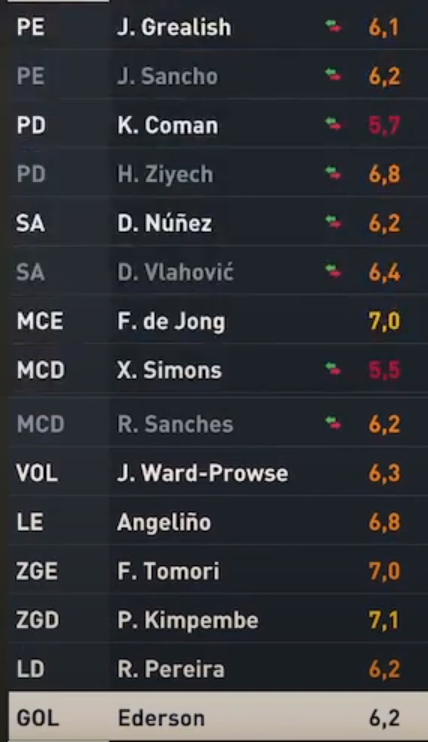 PE J. Grealish 6,1
PE J. Sancho 6,2
PD K. Coman 5,7
PD H. Ziyech 6,8
SA D. Núñez 6,2
SA D. Vlahović 6,4
MCE F. de Jong 7,0
MCD X. Simons 5,5
MCD R. Sanches 6,2
VOL J. Ward-Prowse 6,3
LE Angeliño 6,8
ZGE F. Tomori 7,0
ZGD P. Kimpembe 7,1
LD R. Pereira 6,2
GOL Ederson 6,2